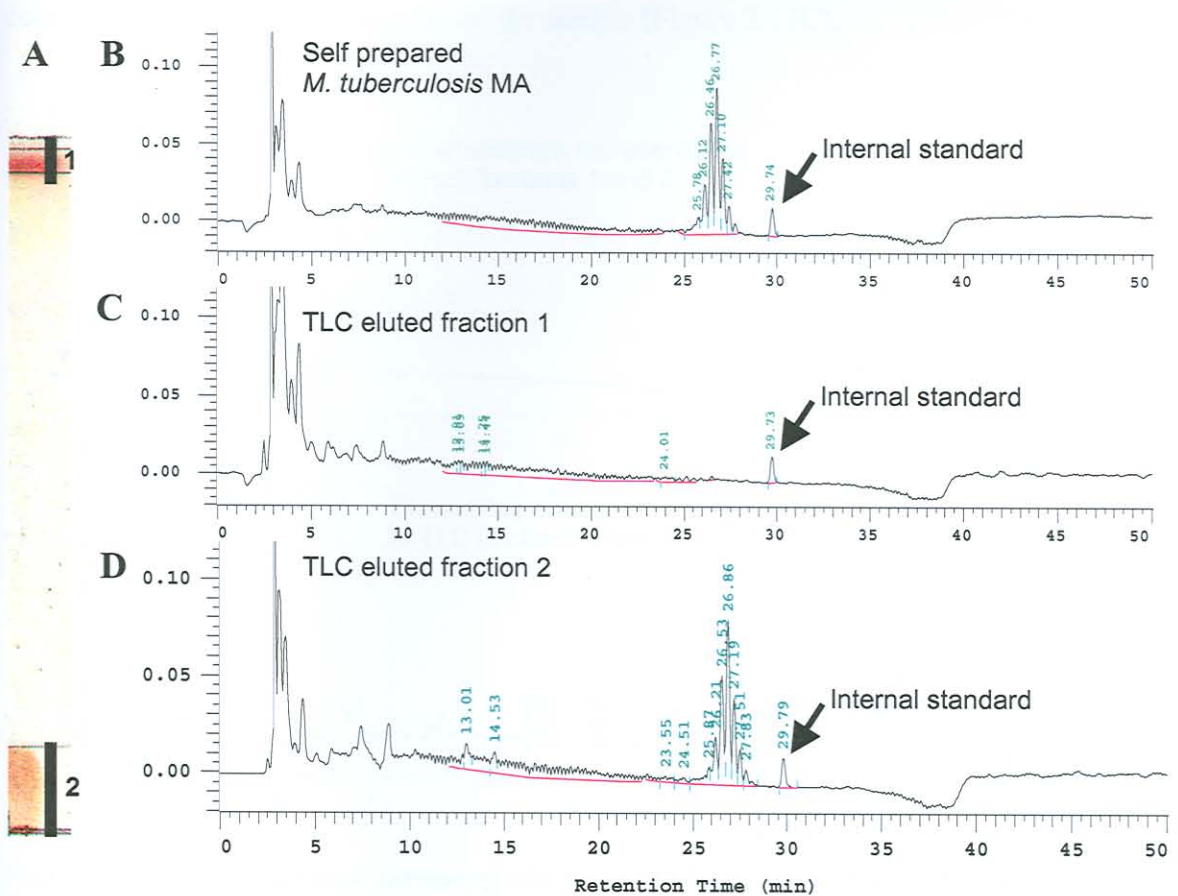 A
1
2
B
Self prepared
M. tuberculosis MA
0.10
0.05
0.00
25.78
26.12
26.46
26.77
27.10
27.42
29.74
Internal standard
0 5 10 15 20 25 30 35 40 45 50
C
TLC eluted fraction 1
0.10
0.05
0.00
24.01
29.73
Internal standard
0 5 10 15 20 25 30 35 40 45 50
D
TLC eluted fraction 2
0.10
0.05
0.00
13.01
14.53
23.55
24.51
26.53
26.86
27.19
27.83
29.79
Internal standard
0 5 10 15 20 25 30 35 40 45 50
Retention Time (min)